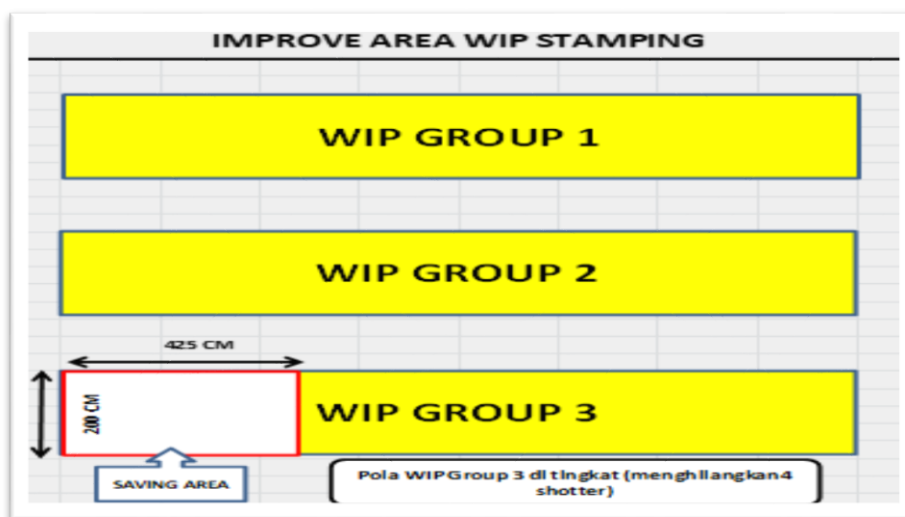 IMPROVE AREA WIP STAMPING
WIP GROUP 1
WIP GROUP 2
425 CM
200 CM
WIP GROUP 3
SAVING AREA
Pola WIP Group 3 di tingkat (menghilangkan 4
shotter)